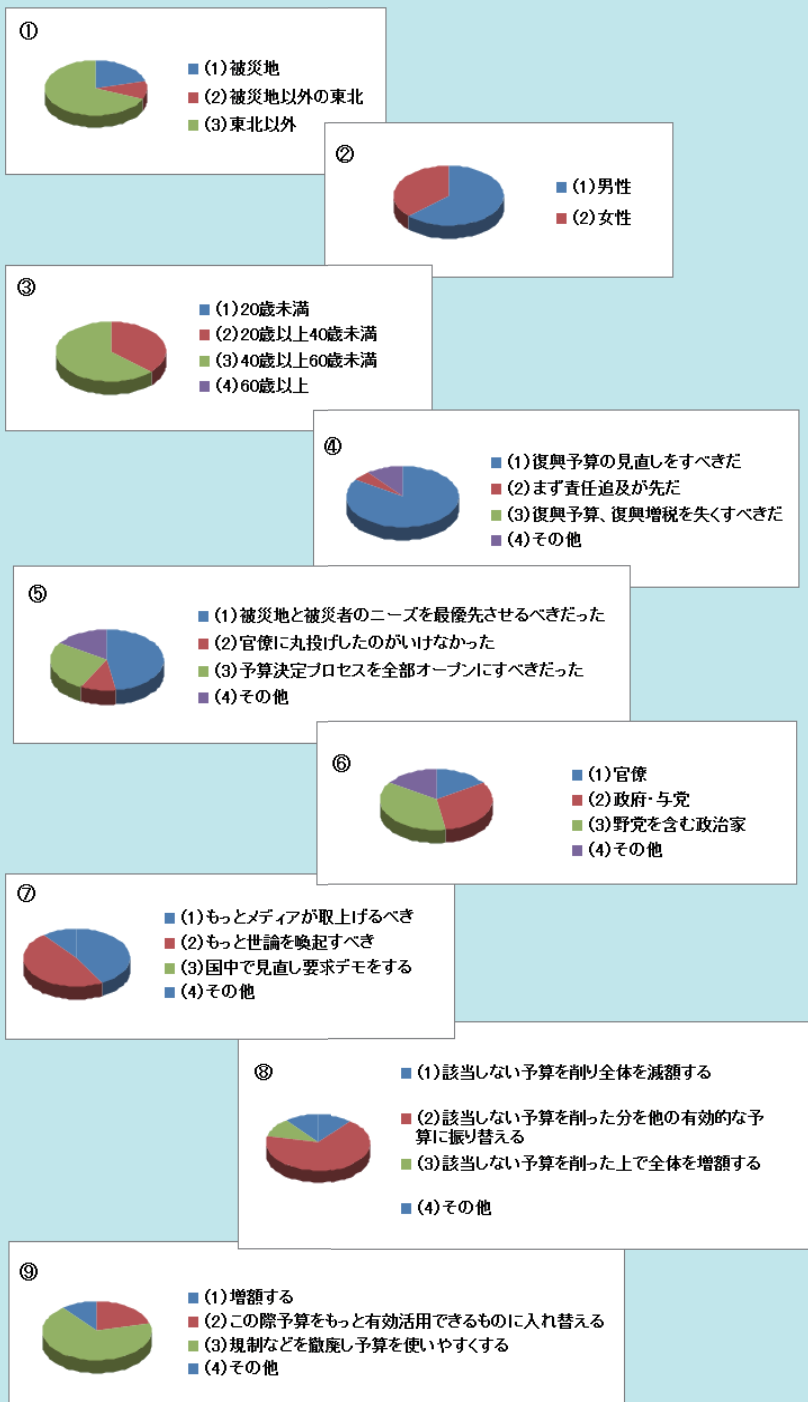 ①
(1)被災地
(2)被災地以外の東北
(3)東北以外
②
(1)男性
(2)女性
③
(1)20歳未満
(2)20歳以上40歳未満
(3)40歳以上60歳未満
(4)60歳以上
④
(1)復興予算の見直しをすべきだ
(2)まず責任追及が先だ
(3)復興予算、復興増税を失くすべきだ
(4)その他
⑤
(1)被災地と被災者のニーズを最優先させるべきだった
(2)官僚に丸投げしたのがいけなかった
(3)予算決定プロセスを全部オープンにすべきだった
(4)その他
⑥
(1)官僚
(2)政府・与党
(3)野党を含む政治家
(4)その他
⑦
(1)もっとメディアが取上げるべき
(2)もっと世論を喚起すべき
(3)国中で見直し要求デモをする
(4)その他
⑧
(1)該当しない予算を削り全体を減額する
(2)該当しない予算を削った分を他の有効的な予
算に振り替える
(3)該当しない予算を削った上で全体を増額する
(4)その他
⑨
(1)増額する
(2)この際予算をもっと有効活用できるものに入れ替える
(3)規制などを撤廃し予算を使いやすくする
(4)その他